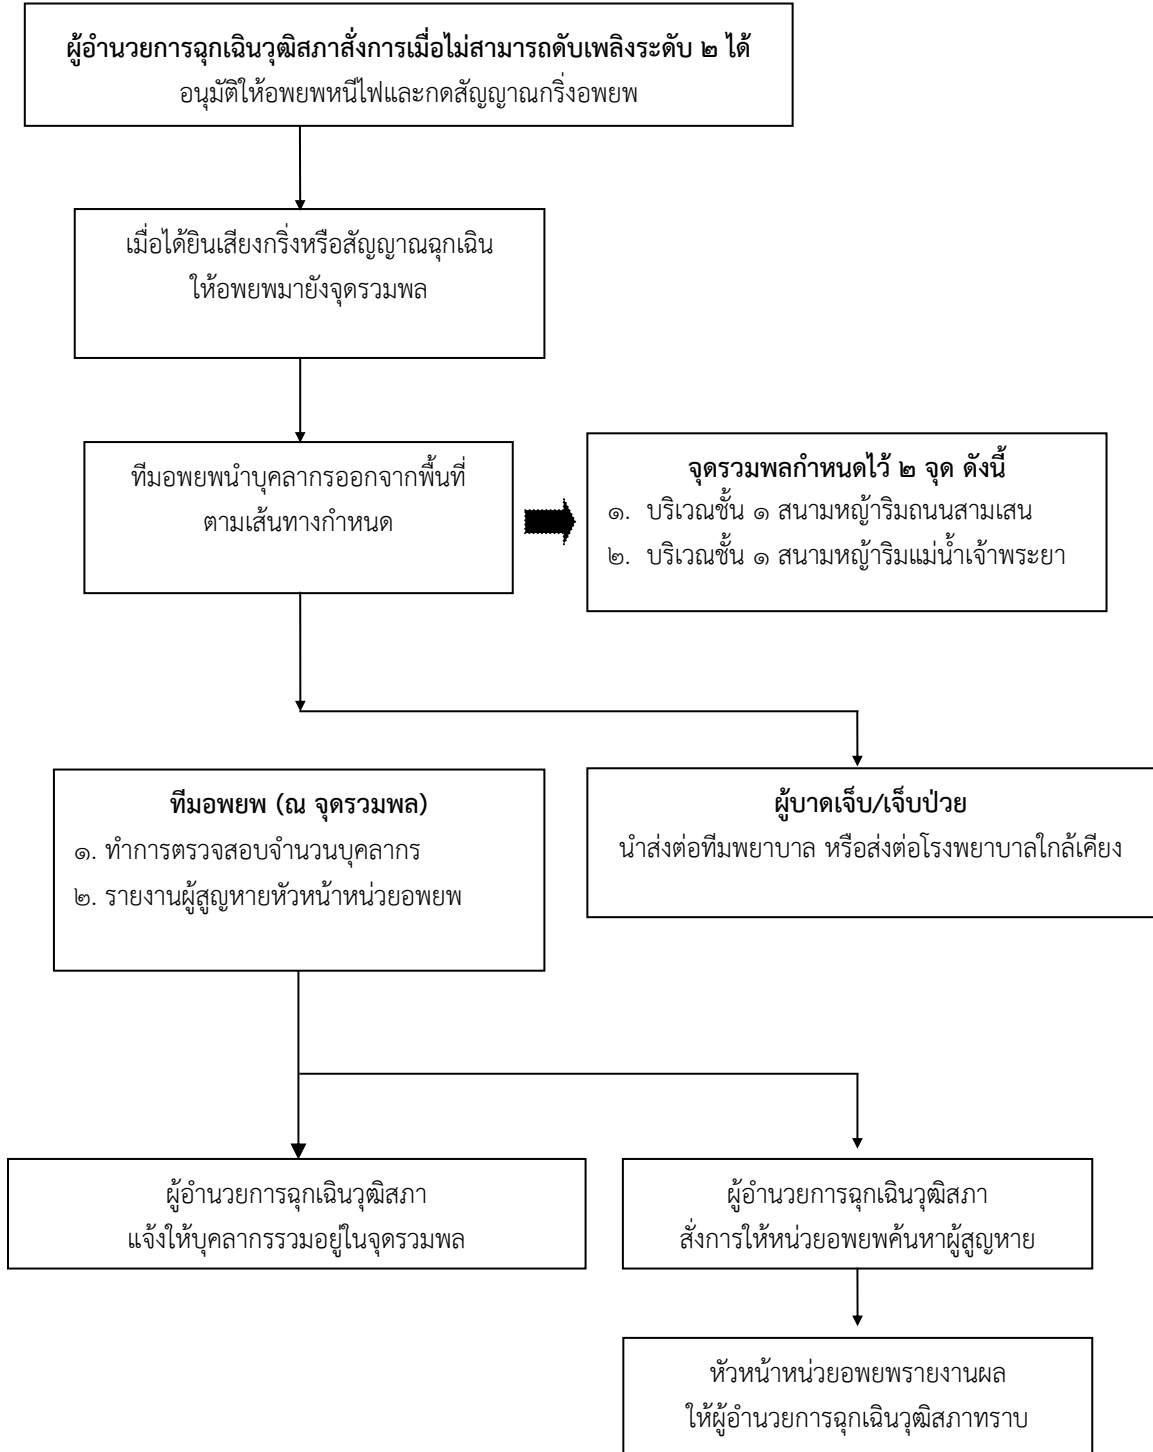 ผู้อำนวยการฉุกเฉินวุฒิสภาสั่งการเมื่อไม่สามารถดับเพลิงระดับ ๒ ได้
อนุมัติให้อพยพหนีไฟและกดสัญญาณกริ่งอพยพ
เมื่อได้ยินเสียงกริ่งหรือสัญญาณฉุกเฉิน
ให้อพยพมายังจุดรวมพล
ทีมอพยพนำบุคลากรออกจากพื้นที่
ตามเส้นทางกำหนด
จุดรวมพลกำหนดไว้ ๒ จุด ดังนี้
๑. บริเวณชั้น ๑ สนามหญ้าริมถนนสามเสน
๒. บริเวณชั้น ๑ สนามหญ้าริมแม่น้ำเจ้าพระยา
ทีมอพยพ (ณ จุดรวมพล)
๑. ทำการตรวจสอบจำนวนบุคลากร
๒. รายงานผู้สูญหายหัวหน้าหน่วยอพยพ
ผู้บาดเจ็บ/เจ็บป่วย
นำส่งต่อทีมพยาบาล หรือส่งต่อโรงพยาบาลใกล้เคียง
ผู้อำนวยการฉุกเฉินวุฒิสภา
แจ้งให้บุคลากรรวมอยู่ในจุดรวมพล
ผู้อำนวยการฉุกเฉินวุฒิสภา
สั่งการให้หน่วยอพยพค้นหาผู้สูญหาย
หัวหน้าหน่วยอพยพรายงานผล
ให้ผู้อำนวยการฉุกเฉินวุฒิสภาทราบ